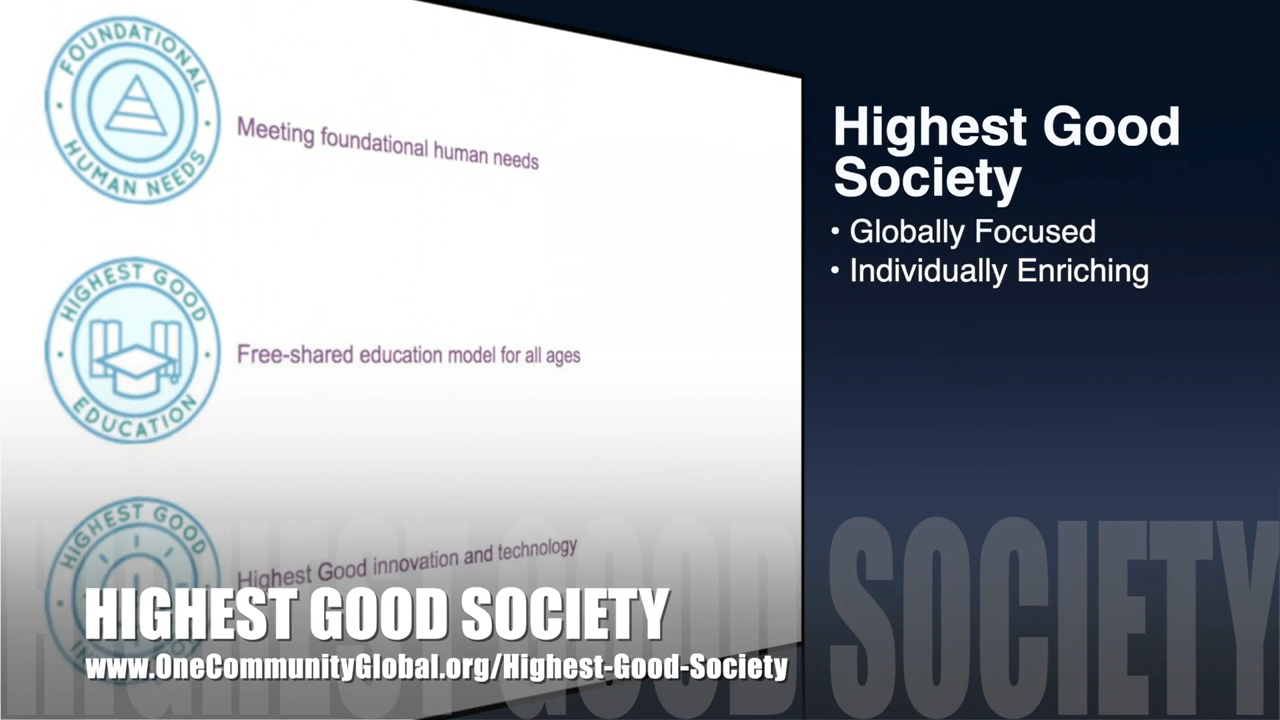 FOUNDATIONAL
HUMAN NEEDS
Meeting foundational human needs
HIGHEST GOOD
EDUCATION
Free-shared education model for all ages
HIGHEST GOOD
Highest Good innovation and technology
Highest Good
Society
• Globally Focused
• Individually Enriching
HIGHEST GOOD SOCIETY
HIGHEST GOOD SOCIETY
www.OneCommunityGlobal.org/Highest-Good-Society